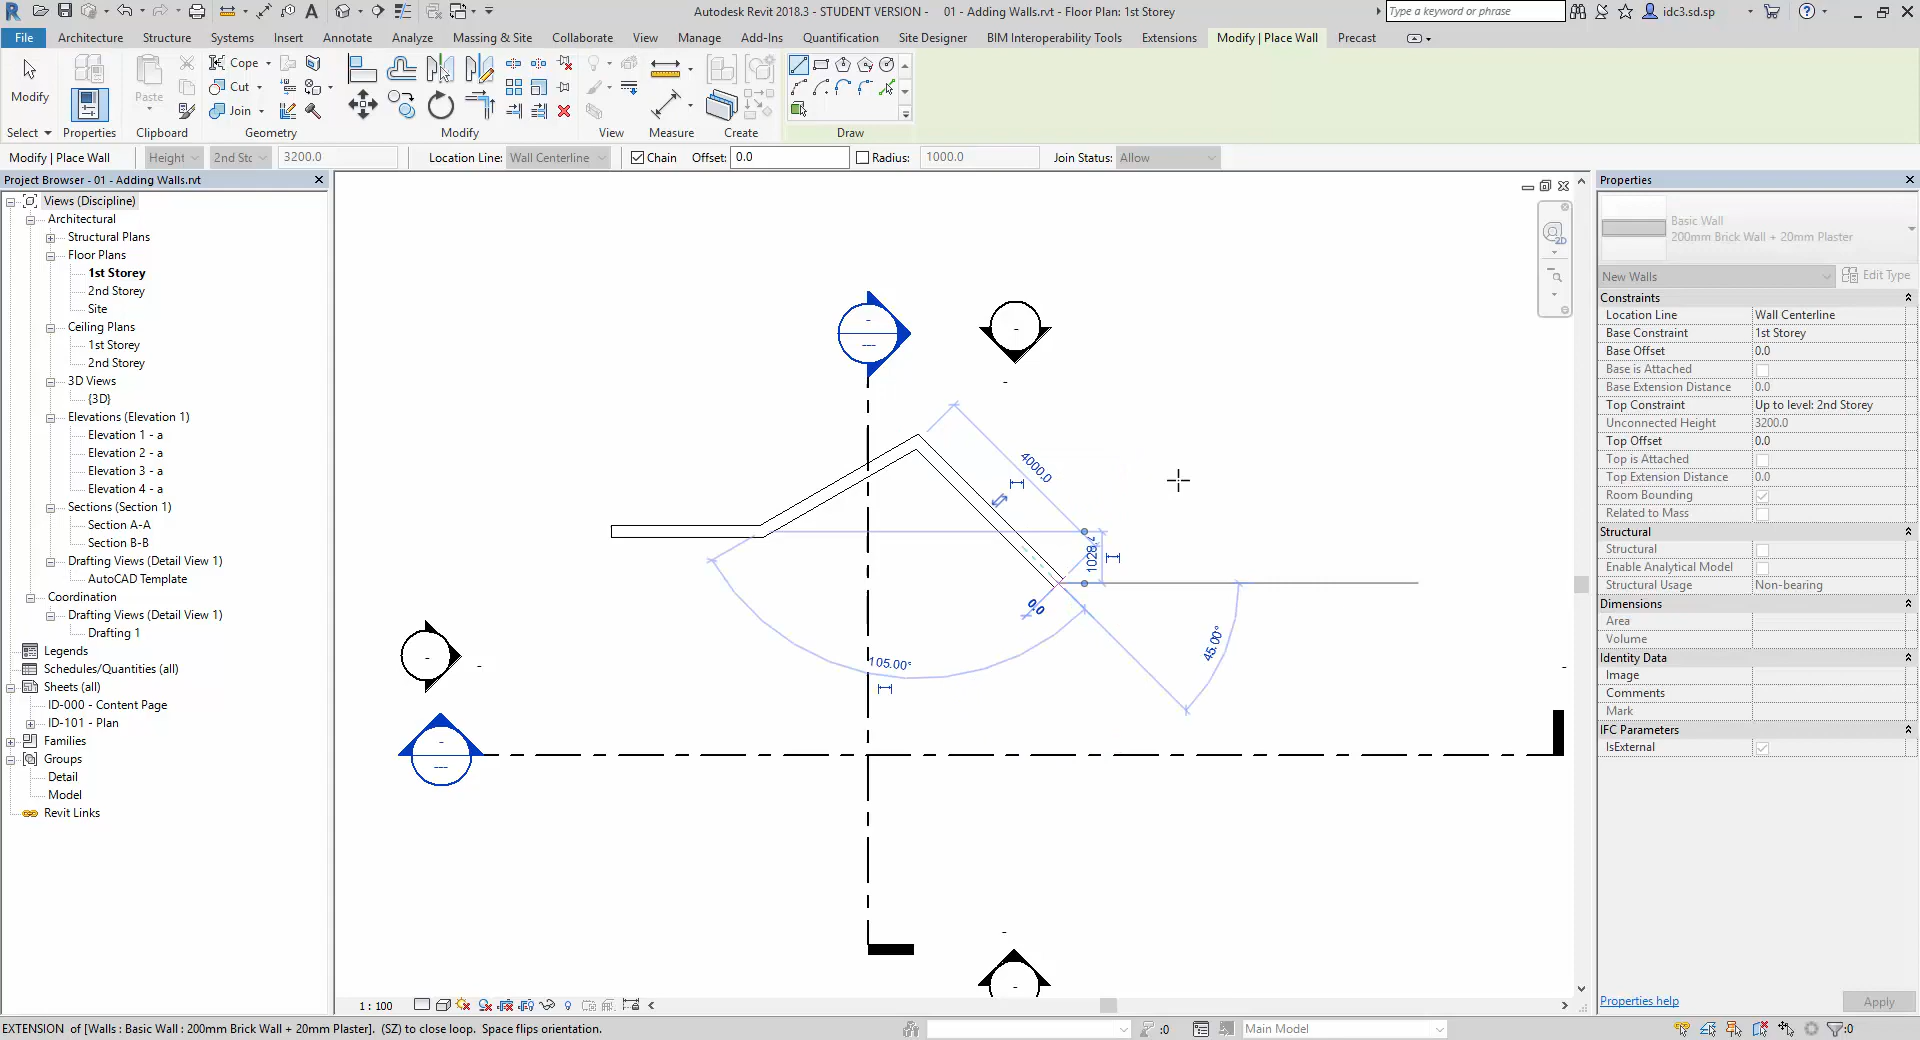 Autodesk Revit 2018.3 - STUDENT VERSION - 01 - Adding Walls.rvt - Floor Plan: 1st Storey
Type a keyword or phrase
idc3.sd.sp
File Architecture Structure Systems Insert Annotate Analyze Massing & Site Collaborate View Manage Add-Ins Quantification Site Designer BIM Interoperability Tools Extensions Modify | Place Wall Precast
Cope
Cut
Join
Modify
Paste
Select Properties Clipboard Geometry Modify View Measure Create Draw
Modify | Place Wall Height 2nd Stc 3200.0 Location Line: Wall Centerline Chain Offset: 0.0 Radius: 1000.0 Join Status: Allow
Project Browser - 01 - Adding Walls.rvt
Views (Discipline)
Architectural
Structural Plans
Floor Plans
1st Storey
2nd Storey
Site
Ceiling Plans
1st Storey
2nd Storey
3D Views
{3D}
Elevations (Elevation 1)
Elevation 1 - a
Elevation 2 - a
Elevation 3 - a
Elevation 4 - a
Sections (Section 1)
Section A-A
Section B-B
Drafting Views (Detail View 1)
AutoCAD Template
Coordination
Drafting Views (Detail View 1)
Drafting 1
Legends
Schedules/Quantities (all)
Sheets (all)
ID-000 - Content Page
ID-101 - Plan
Families
Groups
Detail
Model
Revit Links
2D
4000.0
1028.4
0.0
105.00°
45.00°
Properties
Basic Wall
200mm Brick Wall + 20mm Plaster
New Walls Edit Type
Constraints
Location Line Wall Centerline
Base Constraint 1st Storey
Base Offset 0.0
Base is Attached
Base Extension Distance 0.0
Top Constraint Up to level: 2nd Storey
Unconnected Height 3200.0
Top Offset 0.0
Top is Attached
Top Extension Distance 0.0
Room Bounding
Related to Mass
Structural
Structural
Enable Analytical Model
Structural Usage Non-bearing
Dimensions
Area
Volume
Identity Data
Image
Comments
Mark
IFC Parameters
IsExternal
Properties help Apply
1 : 100
EXTENSION of [Walls : Basic Wall : 200mm Brick Wall + 20mm Plaster]. (SZ) to close loop. Space flips orientation.
:0 Main Model :0